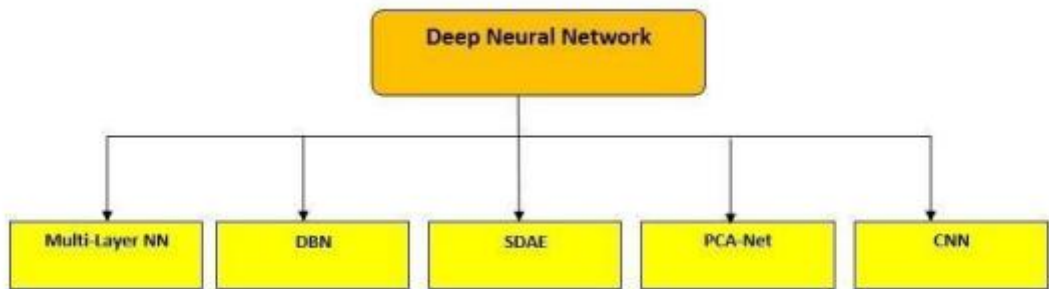 Deep Neural Network
Multi-Layer NN
DBN
SDAE
PCA-Net
CNN